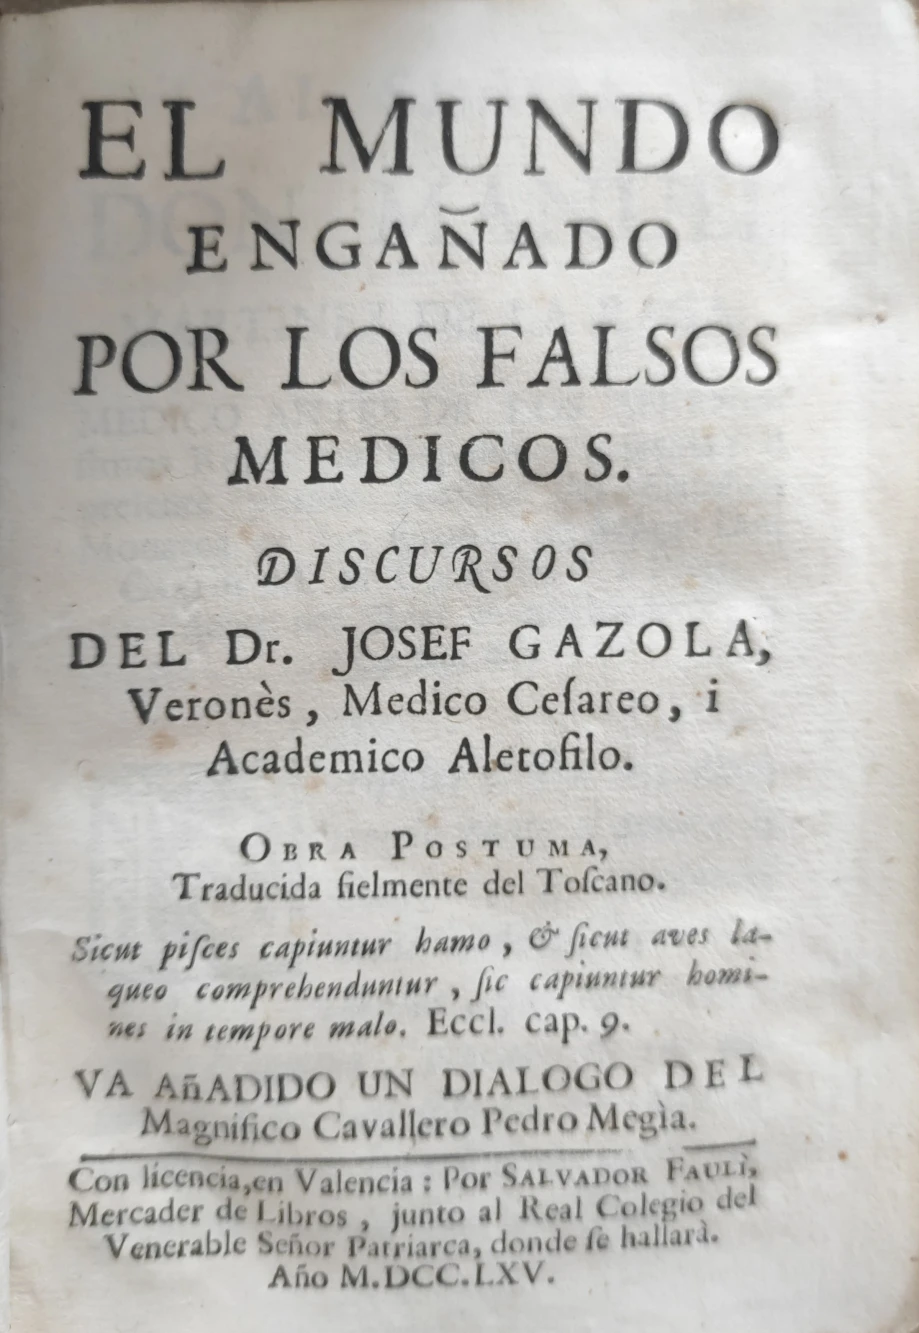 EL MUNDO
ENGAÑADO
POR LOS FALSOS
MEDICOS.
DISCURSOS
DEL Dr. JOSEF GAZOLA,
Veronès, Medico Ceſareo, i
Academico Aletofilo.
OBRA POSTUMA,
Traducida fielmente del Toſcano.
Sicut piſces capiuntur hamo, & ſicut aves la-
queo comprehenduntur, ſic capiuntur homi-
nes in tempore malo. Eccl. cap. 9.
VA AñADIDO UN DIALOGO DEL
Magnifico Cavallero Pedro Megìa.
Con licencia, en Valencia: Por SALVADOR FAULÌ,
Mercader de Libros, junto al Real Colegio del
Venerable Señor Patriarca, donde ſe hallarà.
Año M.DCC.LXV.